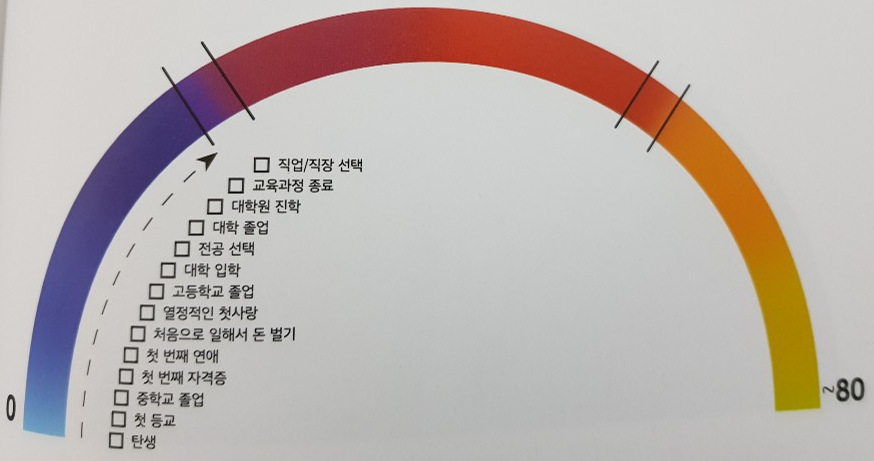 직업/직장 선택
교육과정 종료
대학원 진학
대학 졸업
전공 선택
대학 입학
고등학교 졸업
열정적인 첫사랑
처음으로 일해서 돈 벌기
첫 번째 연애
첫 번째 자격증
중학교 졸업
첫 등교
탄생
0
~80